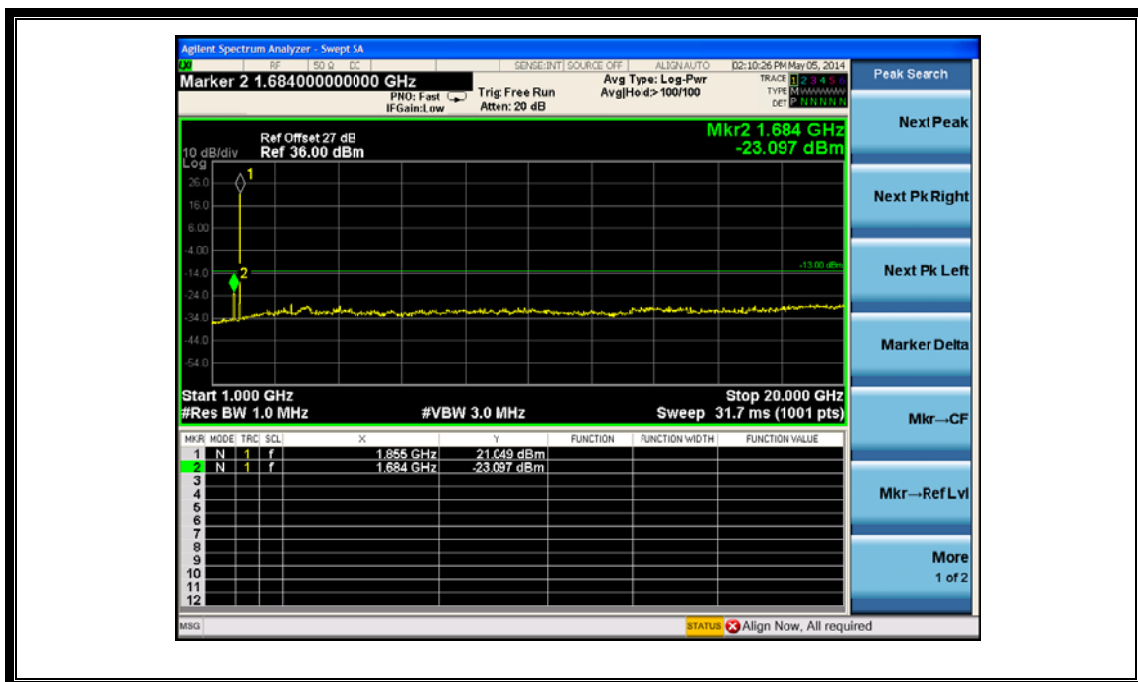 Agilent Spectrum Analyzer - Swept SA
LXI RF 50 Ω DC SENSE:INT SOURCE OFF ALIGN AUTO 02:10:26 PM May 05, 2014
Marker 2 1.684000000000 GHz
PNO: Fast
IFGain:Low
Trig: Free Run
Atten: 20 dB
Avg Type: Log-Pwr
Avg|Hold:> 100/100
TRACE 1 2 3 4 5 6
TYPE M
DET P N N N N N
Peak Search
Next Peak
Next Pk Right
Next Pk Left
Marker Delta
Mkr→CF
Mkr→Ref Lvl
More
1 of 2
Mkr2 1.684 GHz
-23.097 dBm
Ref Offset 27 dB
10 dB/div Ref 36.00 dBm
Log
26.0
16.0
6.00
-4.00
-14.0
-24.0
-34.0
-44.0
-54.0
1
2
-13.00 dBm
Start 1.000 GHz Stop 20.000 GHz
#Res BW 1.0 MHz #VBW 3.0 MHz Sweep 31.7 ms (1001 pts)
MKR MODE TRC SCL X Y FUNCTION FUNCTION WIDTH FUNCTION VALUE
1 N 1 f 1.855 GHz 21.049 dBm
2 N 1 f 1.684 GHz -23.097 dBm
3
4
5
6
7
8
9
10
11
12
MSG STATUS Align Now, All required